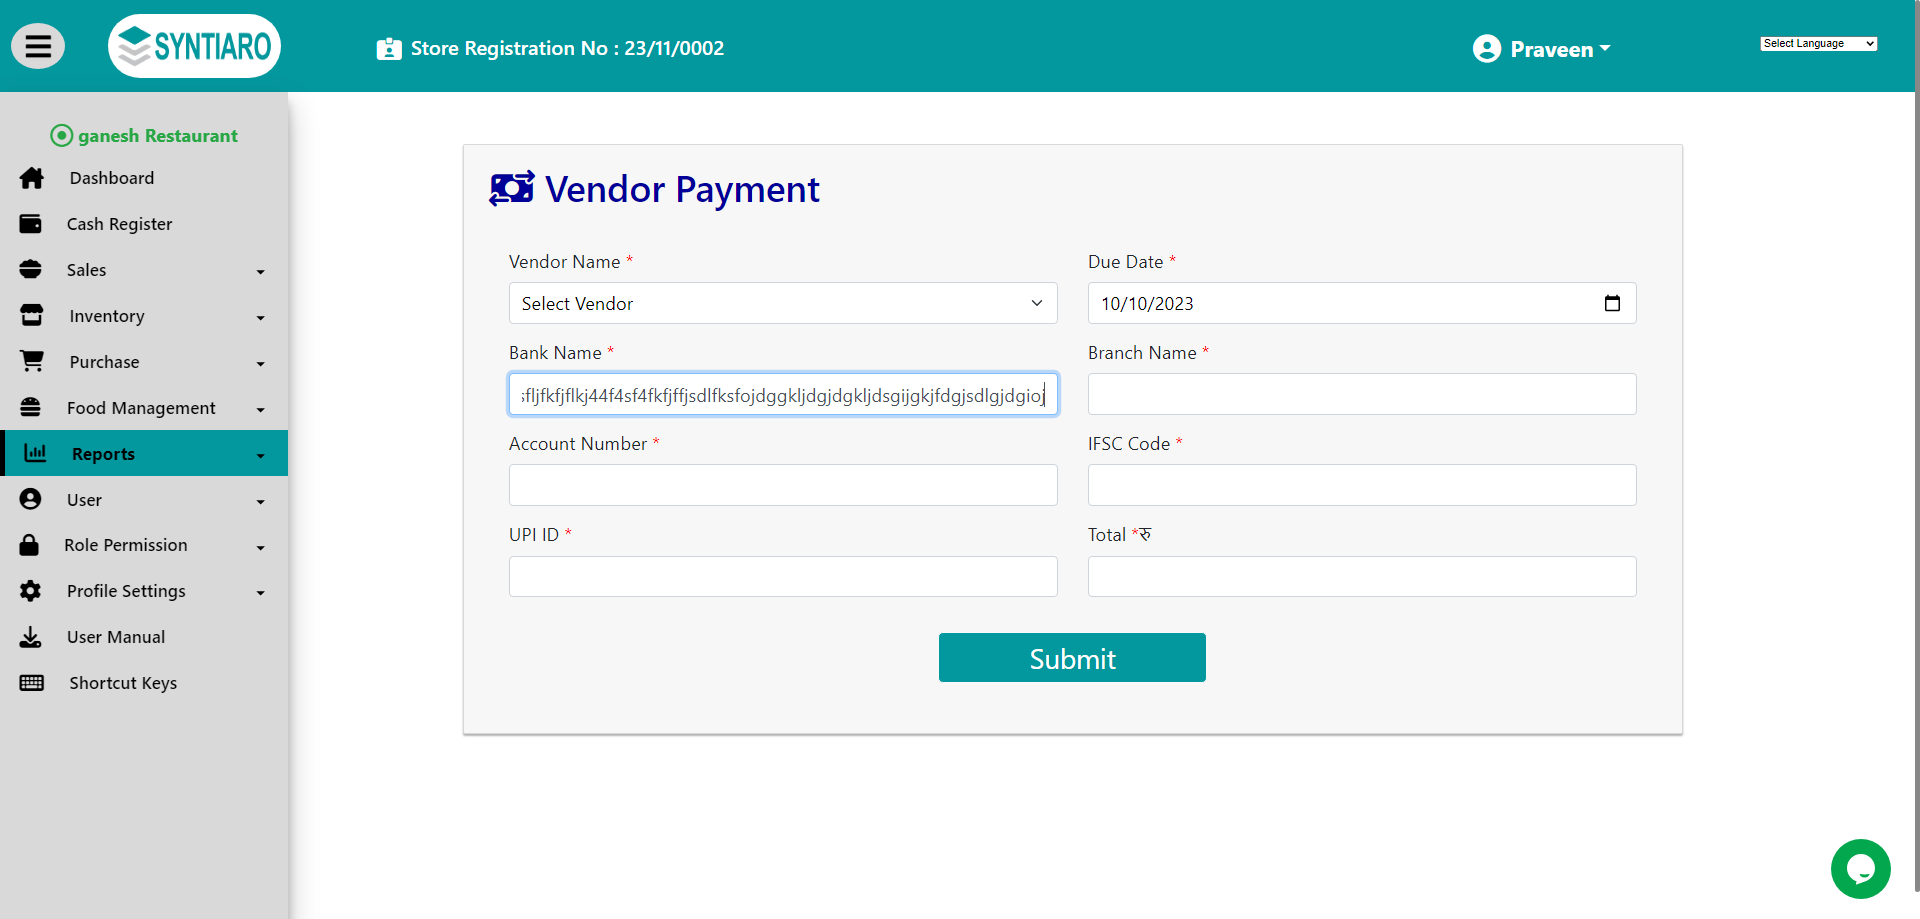 SYNTIARO
Store Registration No : 23/11/0002
Praveen
Select Language
ganesh Restaurant
Dashboard
Cash Register
Sales
Inventory
Purchase
Food Management
Reports
User
Role Permission
Profile Settings
User Manual
Shortcut Keys
Vendor Payment
Vendor Name *
Due Date *
Select Vendor
10/10/2023
Bank Name *
Branch Name *
sfljfkfjflkj44f4sf4fkfjffjsdlfksfojdggkljdgjdgkljdsgijgkjfdgjsdlgjdgioj
Account Number *
IFSC Code *
UPI ID *
Total *रु
Submit